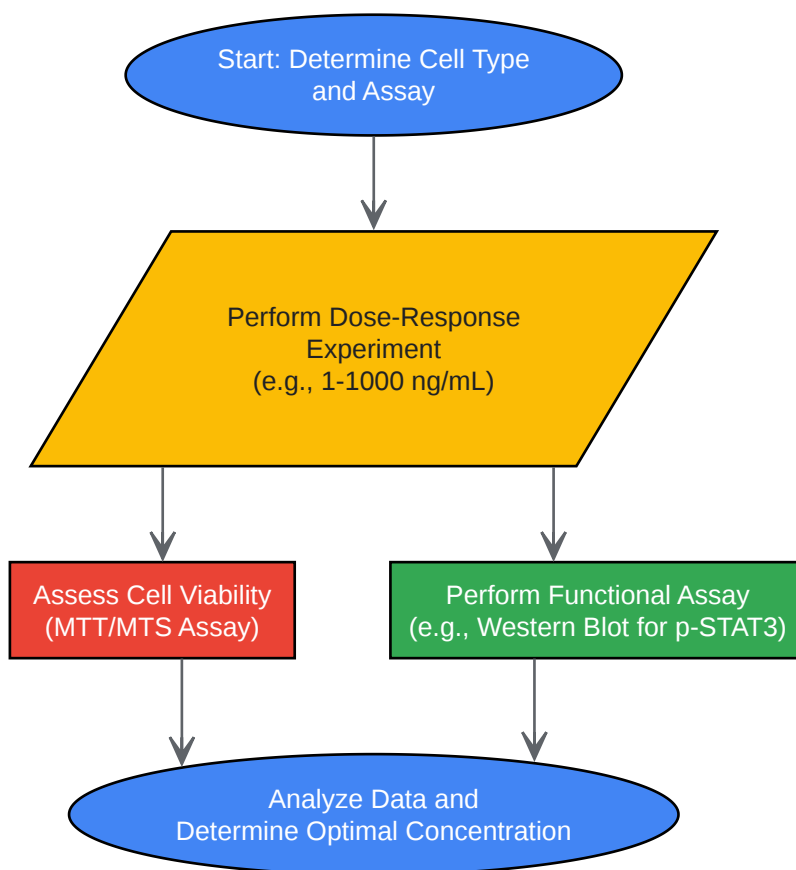 Start: Determine Cell Type
and Assay
Perform Dose-Response
Experiment
(e.g., 1-1000 ng/mL)
Assess Cell Viability
(MTT/MTS Assay)
Perform Functional Assay
(e.g., Western Blot for p-STAT3)
Analyze Data and
Determine Optimal Concentration